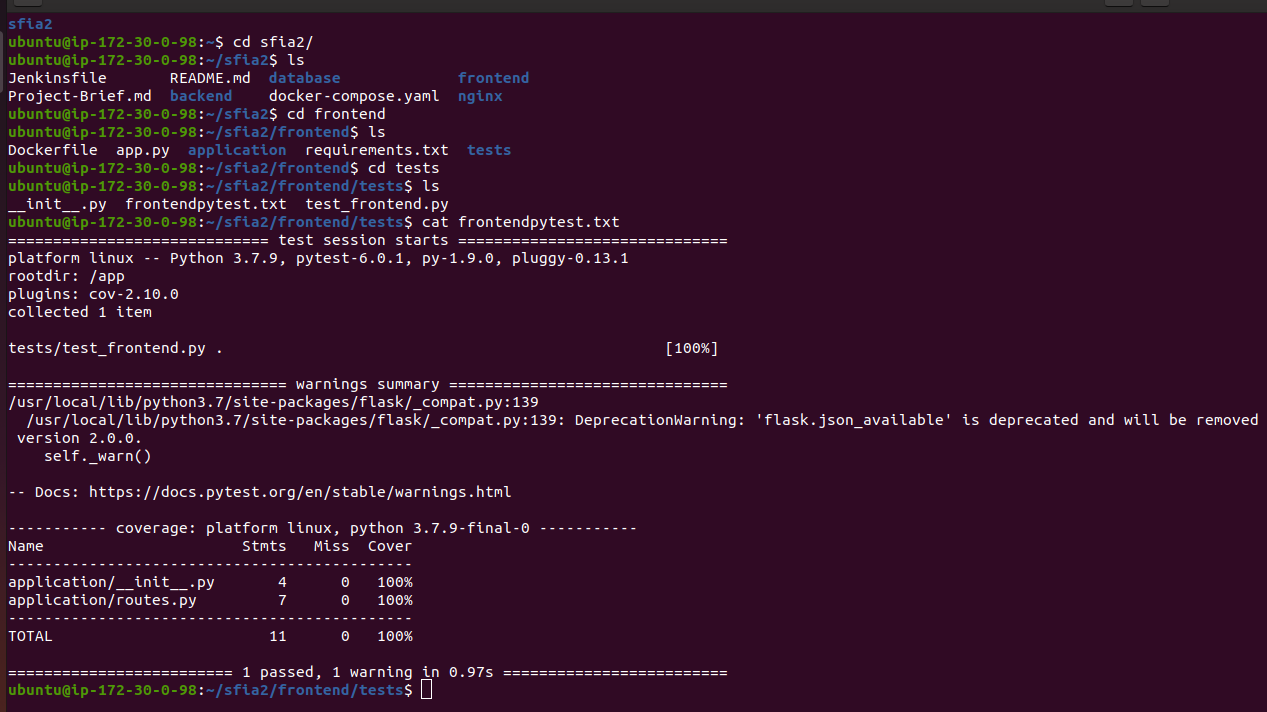 sfia2
ubuntu@ip-172-30-0-98:~$ cd sfia2/
ubuntu@ip-172-30-0-98:~/sfia2$ ls
Jenkinsfile       README.md  database             frontend
Project-Brief.md  backend    docker-compose.yaml  nginx
ubuntu@ip-172-30-0-98:~/sfia2$ cd frontend
ubuntu@ip-172-30-0-98:~/sfia2/frontend$ ls
Dockerfile  app.py  application  requirements.txt  tests
ubuntu@ip-172-30-0-98:~/sfia2/frontend$ cd tests
ubuntu@ip-172-30-0-98:~/sfia2/frontend/tests$ ls
__init__.py  frontendpytest.txt  test_frontend.py
ubuntu@ip-172-30-0-98:~/sfia2/frontend/tests$ cat frontendpytest.txt
============================= test session starts ==============================
platform linux -- Python 3.7.9, pytest-6.0.1, py-1.9.0, pluggy-0.13.1
rootdir: /app
plugins: cov-2.10.0
collected 1 item

tests/test_frontend.py .                                                 [100%]

=============================== warnings summary ===============================
/usr/local/lib/python3.7/site-packages/flask/_compat.py:139
  /usr/local/lib/python3.7/site-packages/flask/_compat.py:139: DeprecationWarning: 'flask.json_available' is deprecated and will be removed
 version 2.0.0.
    self._warn()

-- Docs: https://docs.pytest.org/en/stable/warnings.html

----------- coverage: platform linux, python 3.7.9-final-0 -----------
Name                      Stmts   Miss  Cover
---------------------------------------------
application/__init__.py       4      0   100%
application/routes.py         7      0   100%
---------------------------------------------
TOTAL                        11      0   100%

========================= 1 passed, 1 warning in 0.97s =========================
ubuntu@ip-172-30-0-98:~/sfia2/frontend/tests$